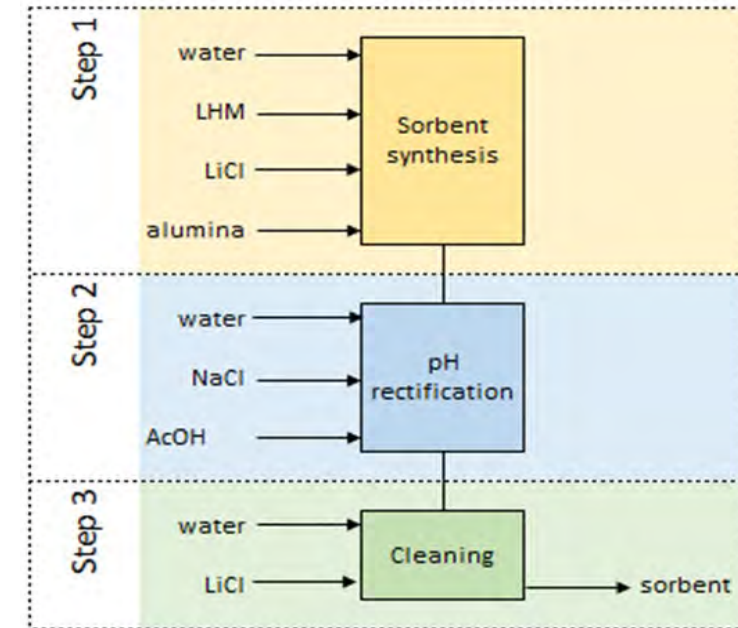 Step 1
water
LHM
LiCl
alumina
Sorbent
synthesis
Step 2
water
NaCl
AcOH
pH
rectification
Step 3
water
LiCl
Cleaning
sorbent